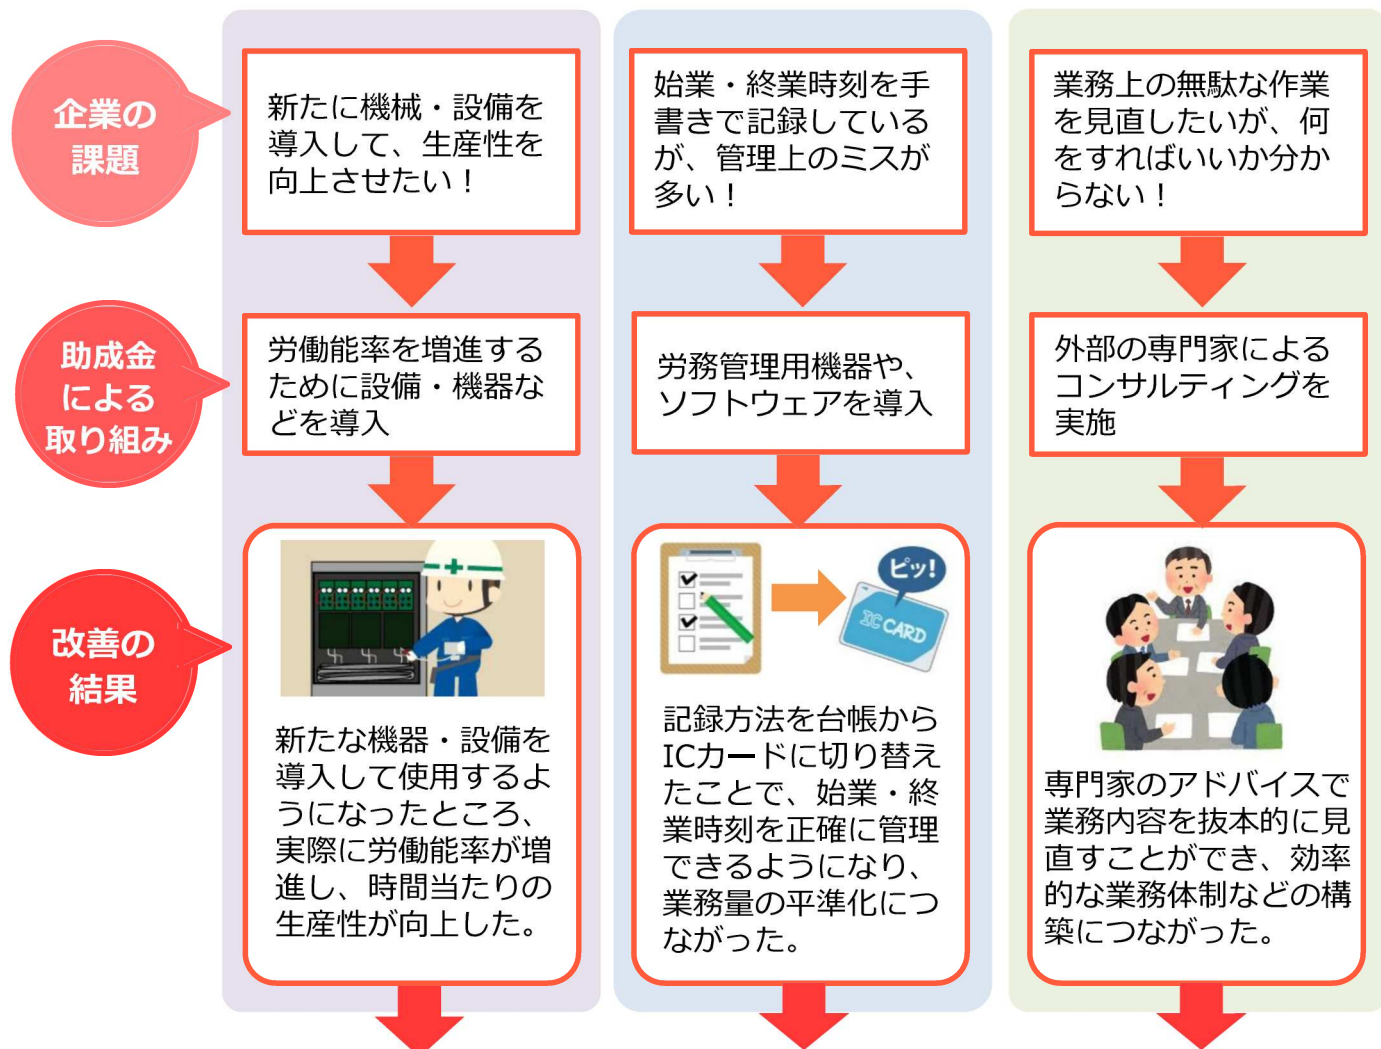 企業の
課題
新たに機械・設備を
導入して、生産性を
向上させたい！
始業・終業時刻を手
書きで記録している
が、管理上のミスが
多い！
業務上の無駄な作業
を見直したいが、何
をすればいいか分か
らない！
助成金
による
取り組み
労働能率を増進する
ために設備・機器な
どを導入
労務管理用機器や、
ソフトウェアを導入
外部の専門家による
コンサルティングを
実施
改善の
結果
新たな機器・設備を
導入して使用するよ
うになったところ、
実際に労働能率が増
進し、時間当たりの
生産性が向上した。
ピッ!
IC CARD
記録方法を台帳から
ICカードに切り替え
たことで、始業・終
業時刻を正確に管理
できるようになり、
業務量の平準化につ
ながった。
専門家のアドバイスで
業務内容を抜本的に見
直すことができ、効率
的な業務体制などの構
築につながった。